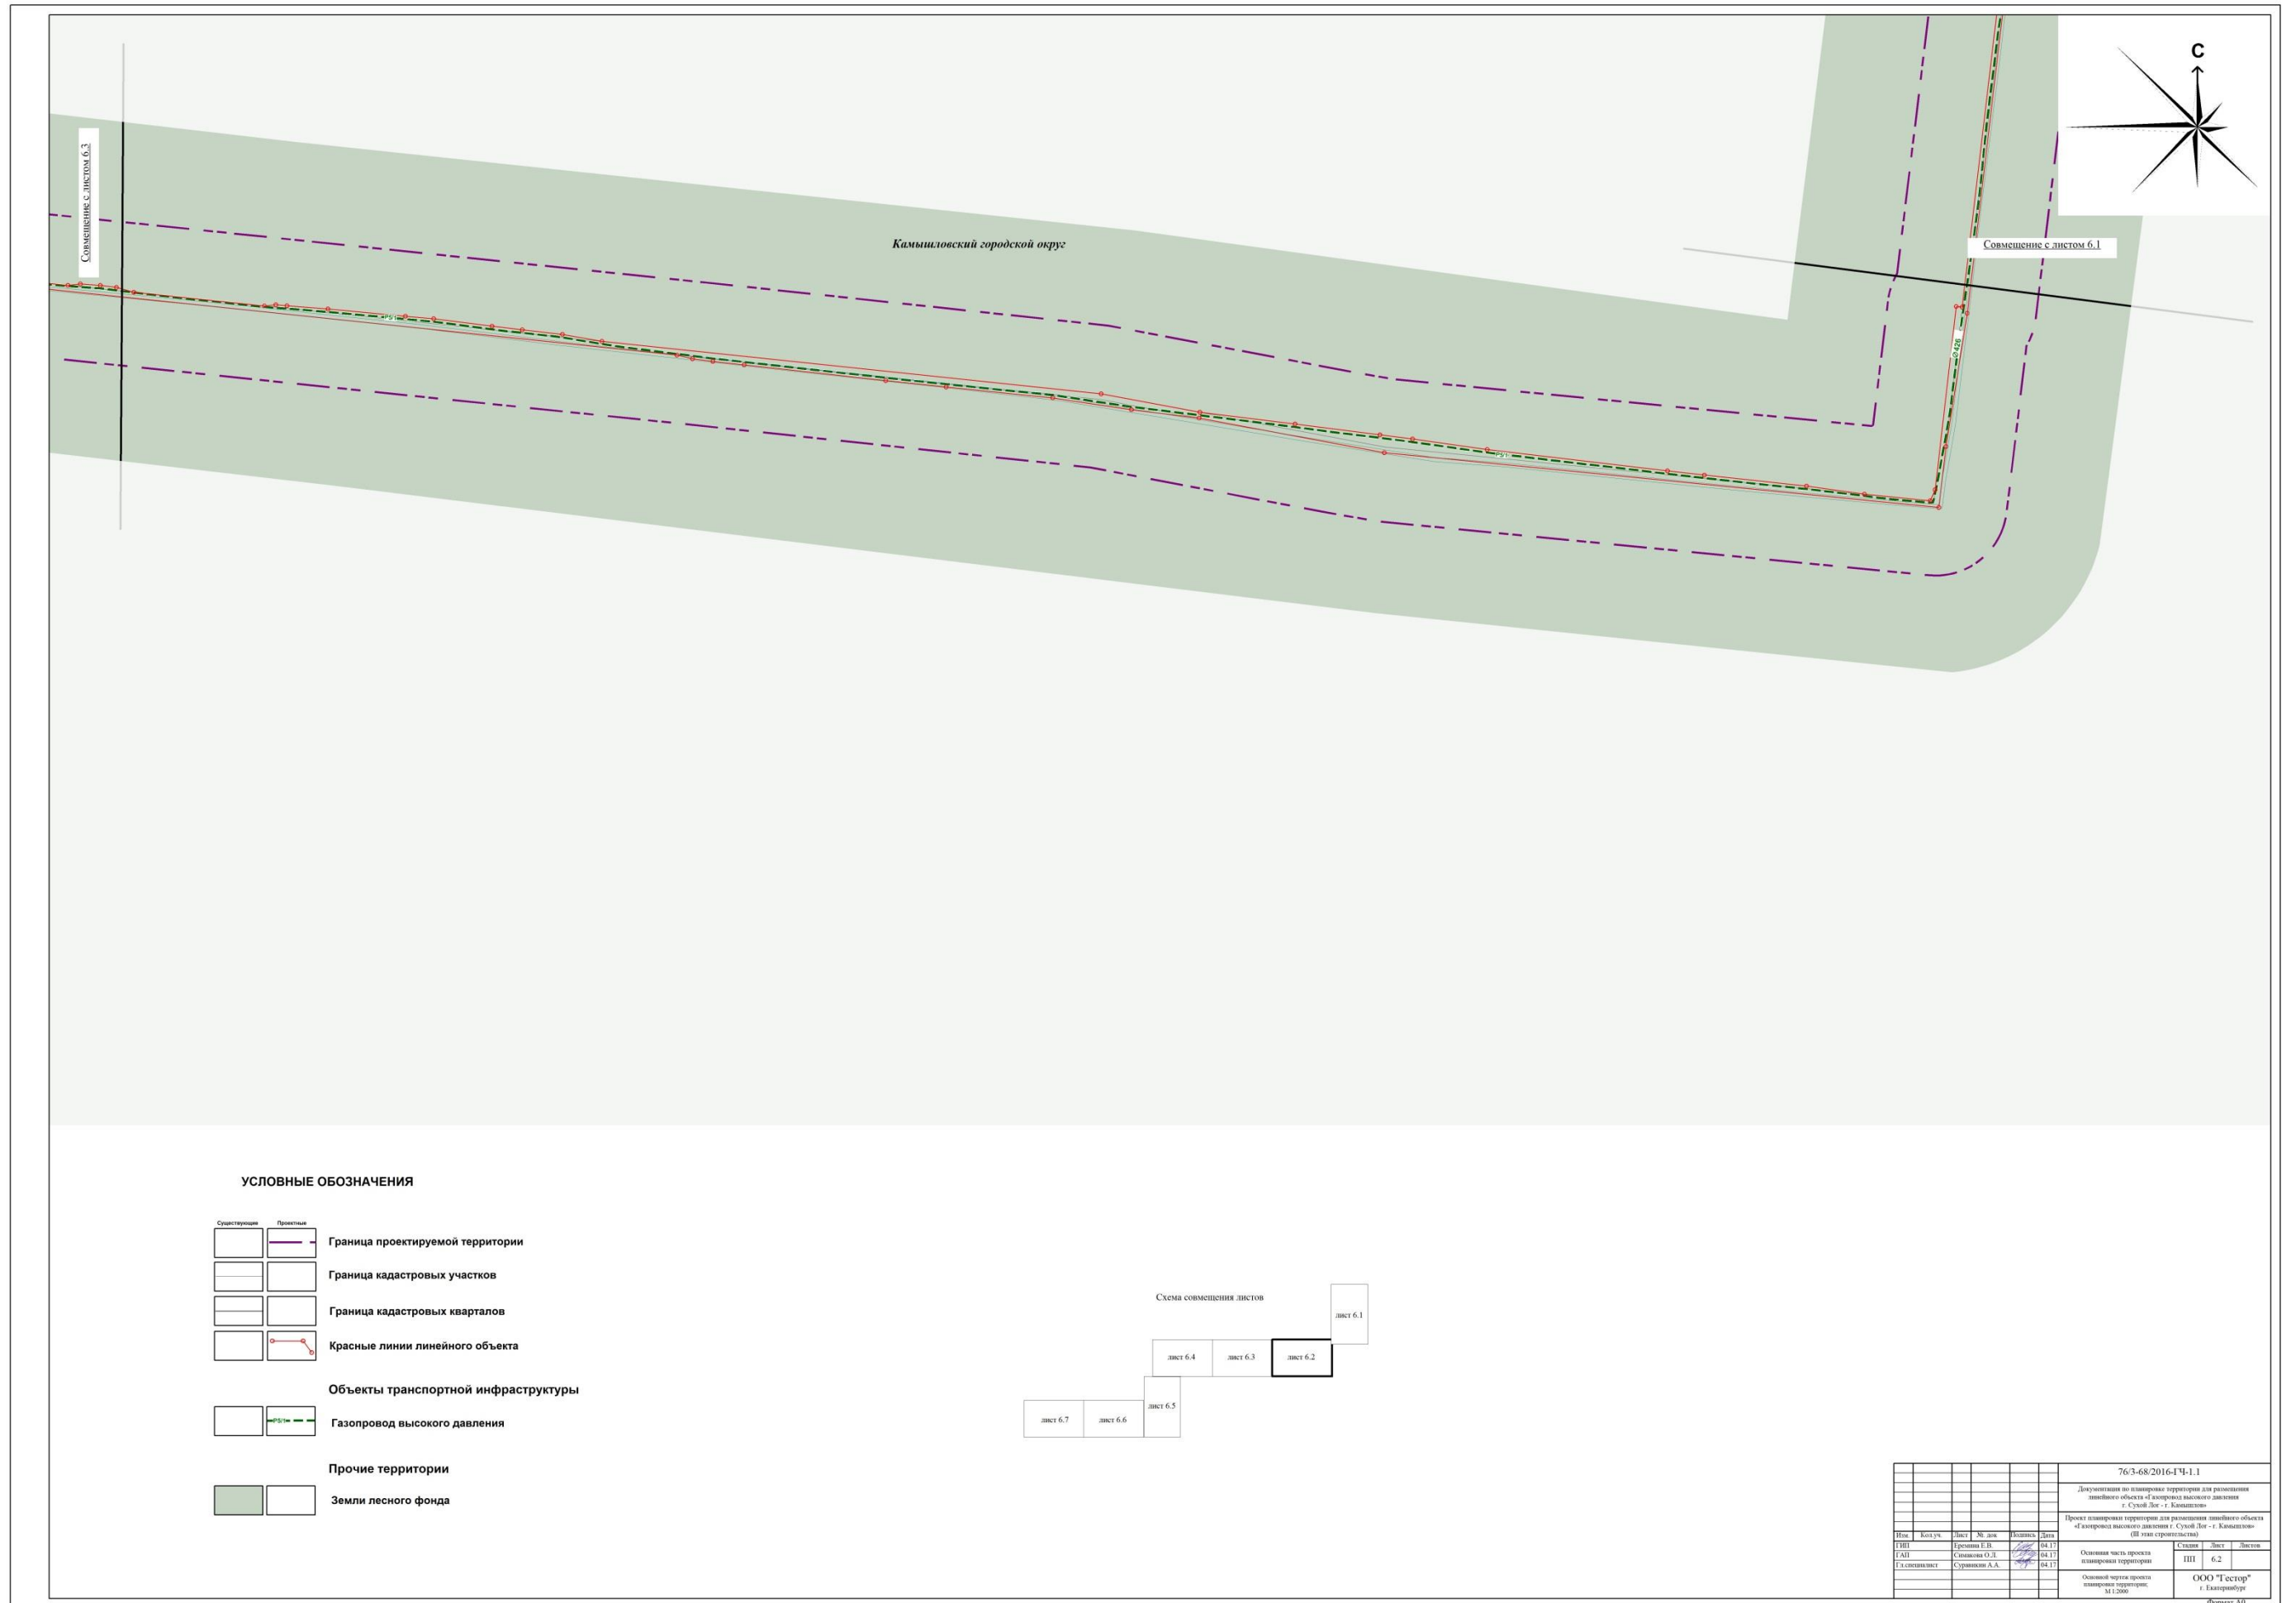 С
Совмещение с листом 6.3
Камышловский городской округ
Совмещение с листом 6.1
Ø426
УСЛОВНЫЕ ОБОЗНАЧЕНИЯ
Существующие Проектные
Граница проектируемой территории
Граница кадастровых участков
Граница кадастровых кварталов
Красные линии линейного объекта
Объекты транспортной инфраструктуры
Газопровод высокого давления
Прочие территории
Земли лесного фонда
Схема совмещения листов
лист 6.1
лист 6.4 лист 6.3 лист 6.2
лист 6.5
лист 6.7 лист 6.6
76/3-68/2016-ГЧ-1.1
Документация по планировке территории для размещения
линейного объекта «Газопровод высокого давления
г. Сухой Лог - г. Камышлов»
Проект планировки территории для размещения линейного объекта
«Газопровод высокого давления г. Сухой Лог - г. Камышлов»
(III этап строительства)
Изм. Кол.уч. Лист № док Подпись Дата
ГИП Еремина Е.В. 04.17
ГАП Симакова О.Л. 04.17
Гл.специалист 04.17
Основная часть проекта
планировки территории
Стадия Лист Листов
ПП 6.2
Основной чертеж проекта
планировки территории;
М 1:2000
ООО "Гестор"
г. Екатеринбург
Формат А0